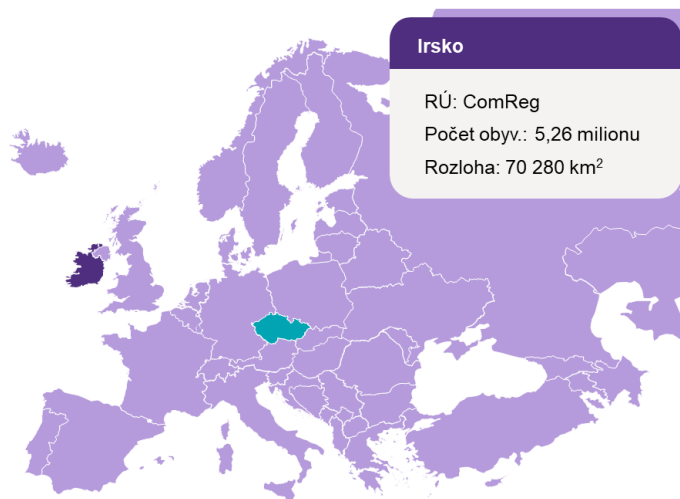 Irsko
RÚ: ComReg
Počet obyv.: 5,26 milionu
Rozloha: 70 280 km²